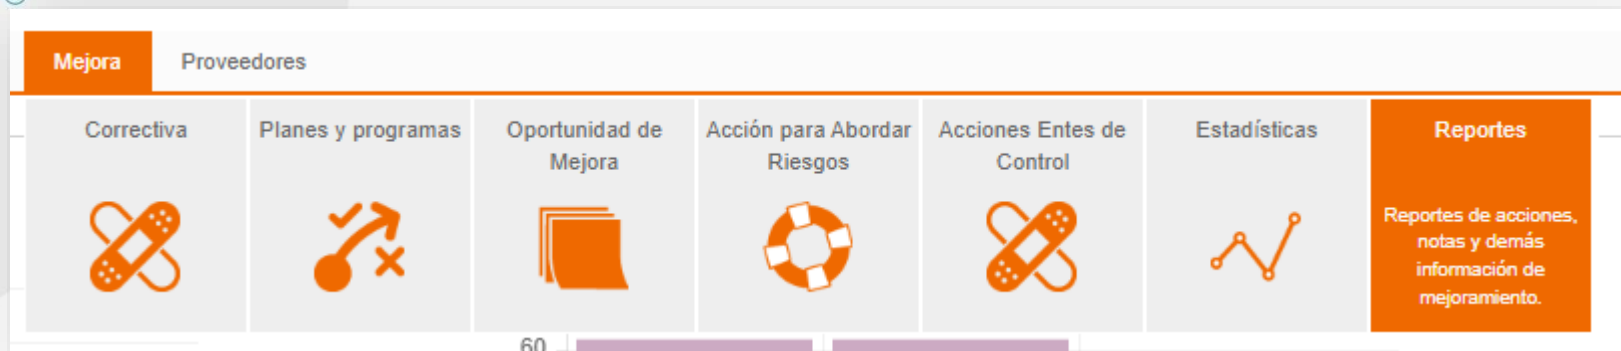 Mejora
Proveedores
Correctiva
Planes y programas
Oportunidad de
Mejora
Acción para Abordar
Riesgos
Acciones Entes de
Control
Estadísticas
Reportes
Reportes de acciones,
notas y demás
información de
mejoramiento.
60